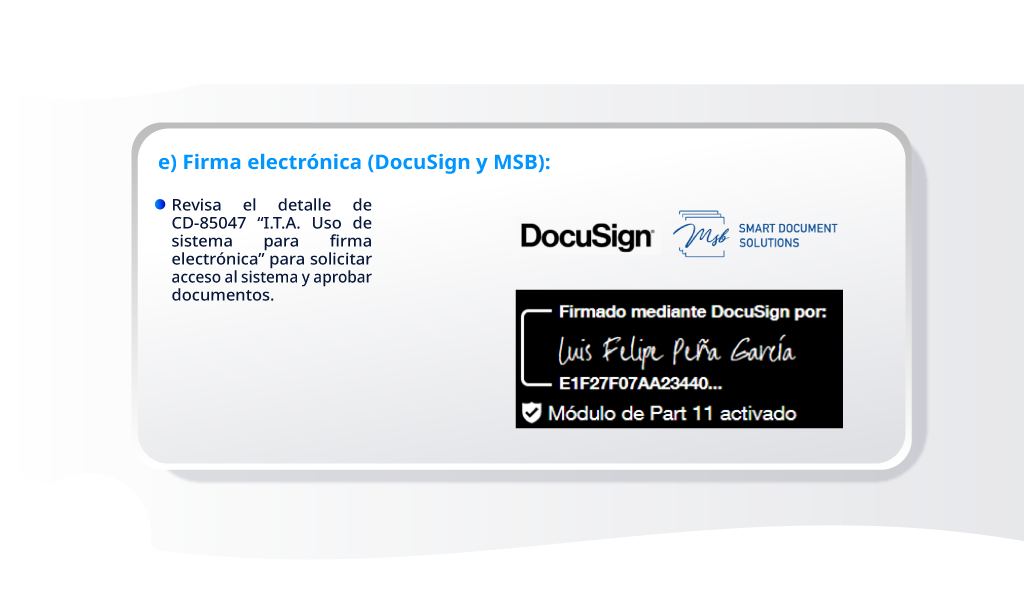 e) Firma electrónica (DocuSign y MSB):
Revisa el detalle de
CD-85047 “I.T.A. Uso de
sistema para firma
electrónica” para solicitar
acceso al sistema y aprobar
documentos.
DocuSign
Msb
SMART DOCUMENT
SOLUTIONS
Firmado mediante DocuSign por:
Luis Felipe Peña García
E1F27F07AA23440...
Módulo de Part 11 activado